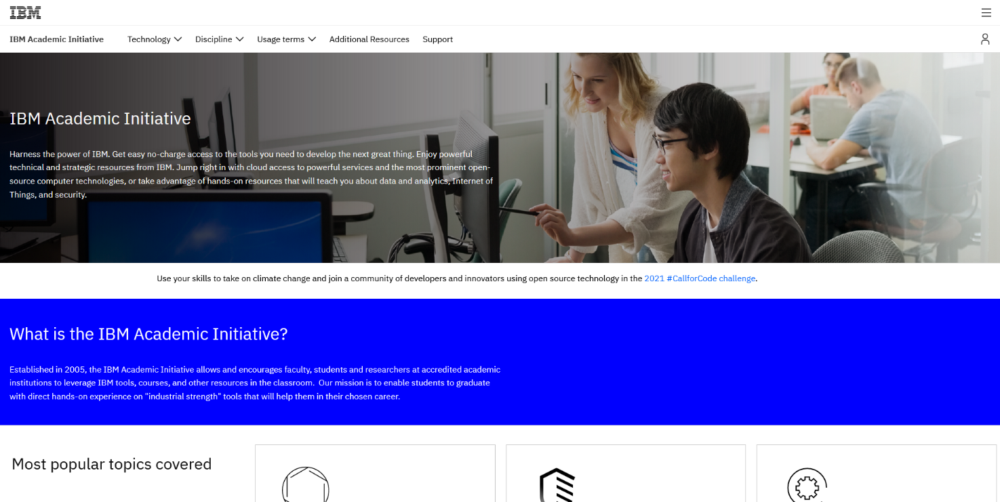 IBM
IBM Academic Initiative Technology Discipline Usage terms Additional Resources Support
IBM Academic Initiative
Harness the power of IBM. Get easy no-charge access to the tools you need to develop the next great thing. Enjoy powerful
technical and strategic resources from IBM. Jump right in with cloud access to powerful services and the most prominent open-
source computer technologies, or take advantage of hands-on resources that will teach you about data and analytics, Internet of
Things, and security.
Use your skills to take on climate change and join a community of developers and innovators using open source technology in the 2021 #CallforCode challenge.
What is the IBM Academic Initiative?
Established in 2005, the IBM Academic Initiative allows and encourages faculty, students and researchers at accredited academic
institutions to leverage IBM tools, courses, and other resources in the classroom. Our mission is to enable students to graduate
with direct hands-on experience on "industrial strength" tools that will help them in their chosen career.
Most popular topics covered